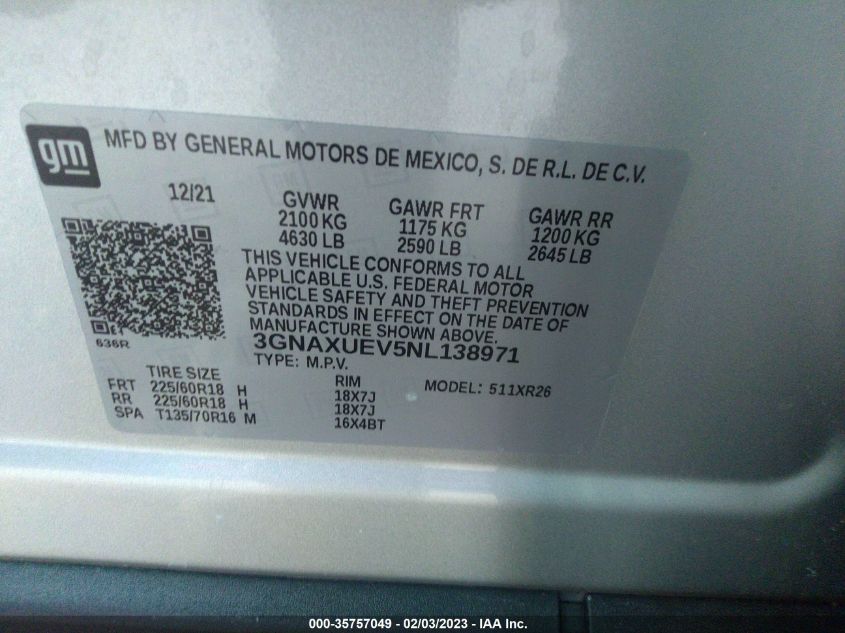 gm MFD BY GENERAL MOTORS DE MEXICO, S. DE R.L. DE C.V.
12/21 GVWR GAWR FRT GAWR RR
2100 KG 1175 KG 1200 KG
4630 LB 2590 LB 2645 LB
THIS VEHICLE CONFORMS TO ALL
APPLICABLE U.S. FEDERAL MOTOR
VEHICLE SAFETY AND THEFT PREVENTION
STANDARDS IN EFFECT ON THE DATE OF
MANUFACTURE SHOWN ABOVE.
636R 3GNAXUEV5NL138971
TYPE: M.P.V.
TIRE SIZE RIM MODEL: 511XR26
FRT 225/60R18 H 18X7J
RR 225/60R18 H 18X7J
SPA T135/70R16 M 16X4BT
000-35757049 - 02/03/2023 - IAA Inc.